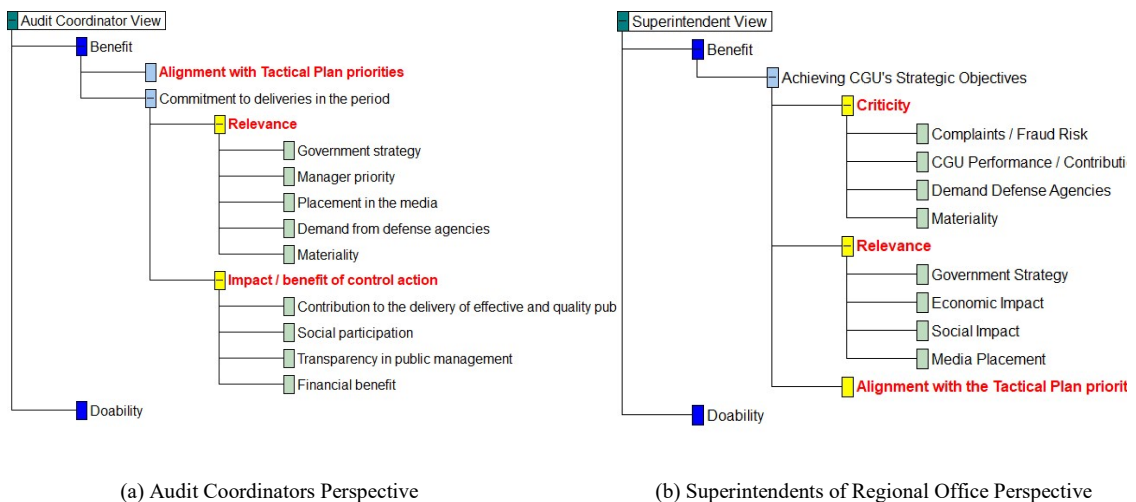 Audit Coordinator View
Benefit
Alignment with Tactical Plan priorities
Commitment to deliveries in the period
Relevance
Government strategy
Manager priority
Placement in the media
Demand from defense agencies
Materiality
Impact / benefit of control action
Contribution to the delivery of effective and quality pub
Social participation
Transparency in public management
Financial benefit
Doability
(a) Audit Coordinators Perspective
Superintendent View
Benefit
Achieving CGU's Strategic Objectives
Criticity
Complaints / Fraud Risk
CGU Performance / Contributi
Demand Defense Agencies
Materiality
Relevance
Government Strategy
Economic Impact
Social Impact
Media Placement
Alignment with the Tactical Plan priorit
Doability
(b) Superintendents of Regional Office Perspective